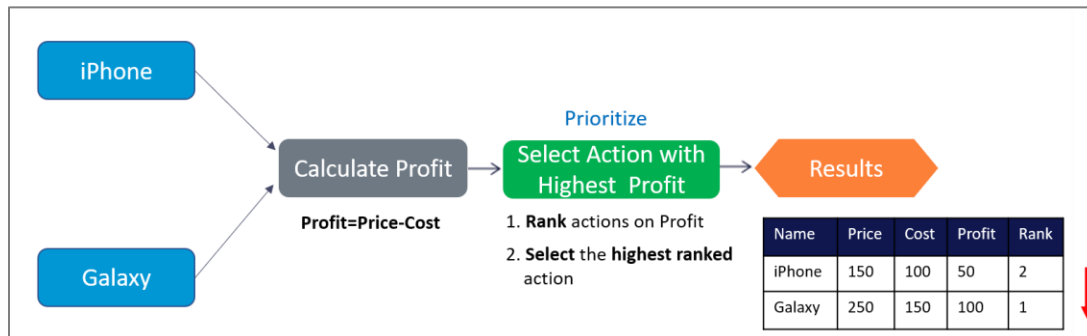 iPhone
Galaxy
Calculate Profit
Profit=Price-Cost
Prioritize
Select Action with
Highest Profit
1. Rank actions on Profit
2. Select the highest ranked
action
Results
Name Price Cost Profit Rank
iPhone 150 100 50 2
Galaxy 250 150 100 1